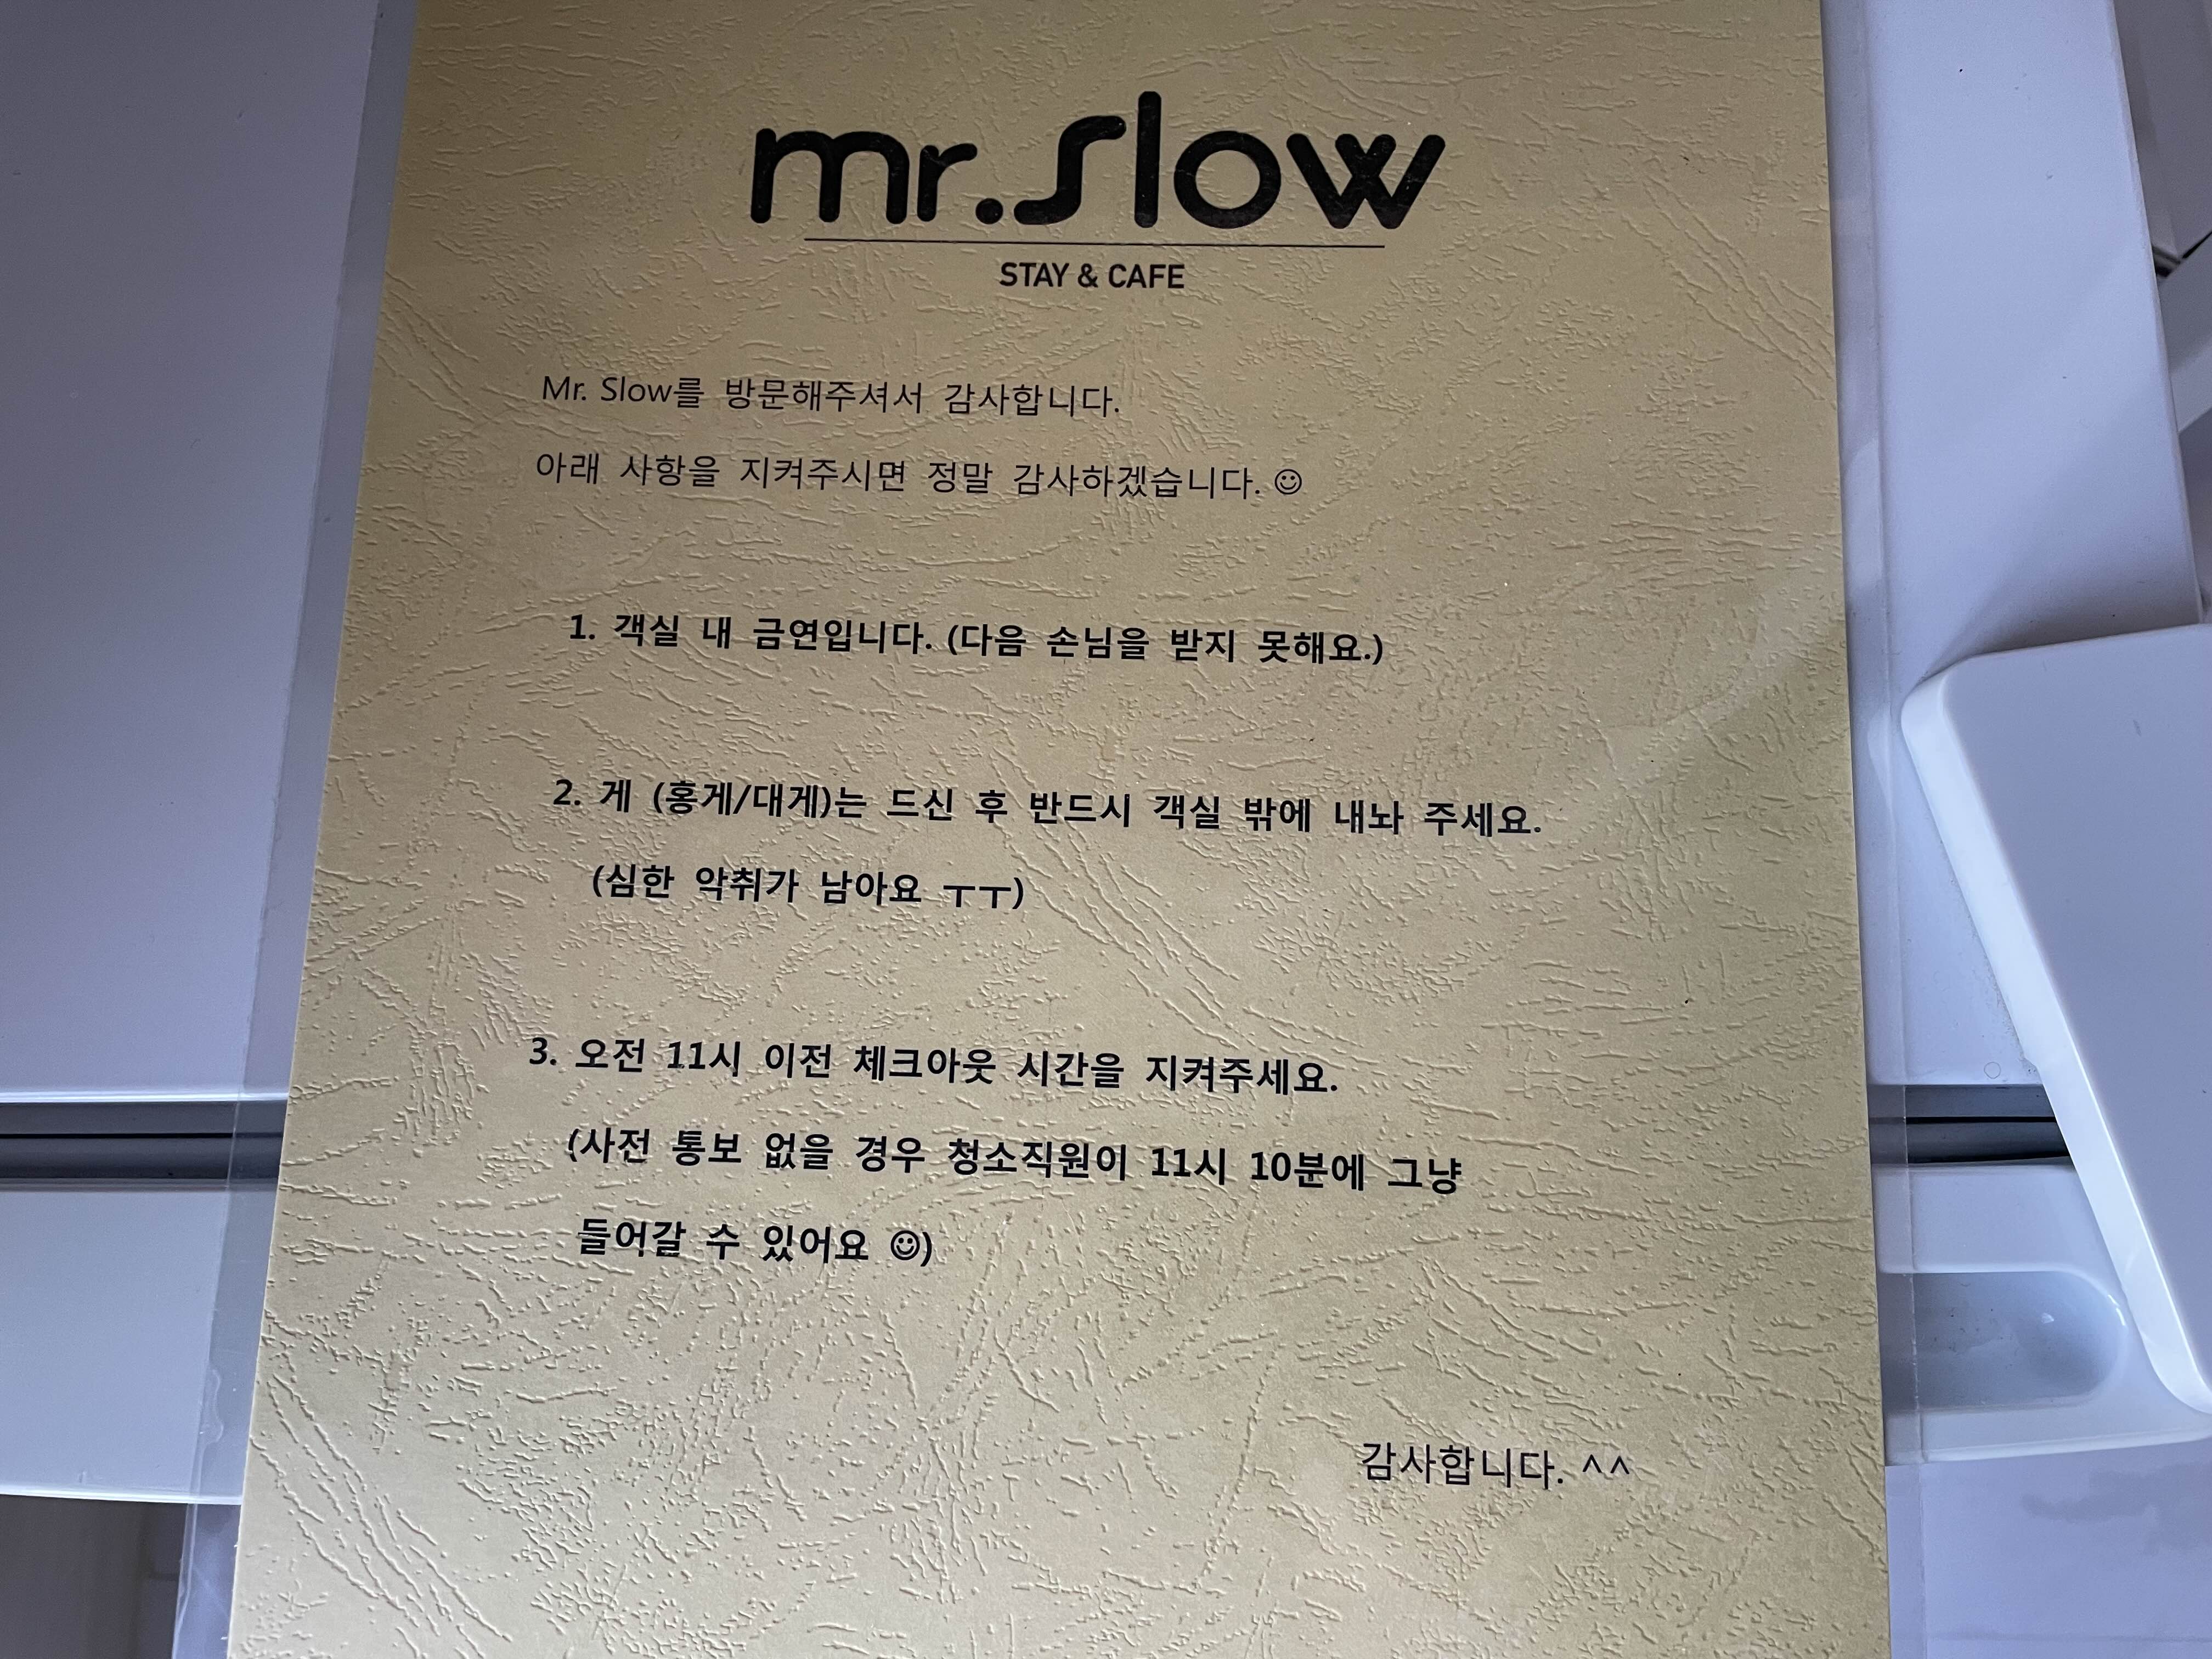 mr.slow
STAY & CAFE
Mr. Slow를 방문해주셔서 감사합니다.
아래 사항을 지켜주시면 정말 감사하겠습니다. ☺
1. 객실 내 금연입니다. (다음 손님을 받지 못해요.)
2. 게 (홍게/대게)는 드신 후 반드시 객실 밖에 내놔 주세요.
(심한 악취가 남아요 ㅜㅜ)
3. 오전 11시 이전 체크아웃 시간을 지켜주세요.
(사전 통보 없을 경우 청소직원이 11시 10분에 그냥
들어갈 수 있어요 ☺)
감사합니다. ^^